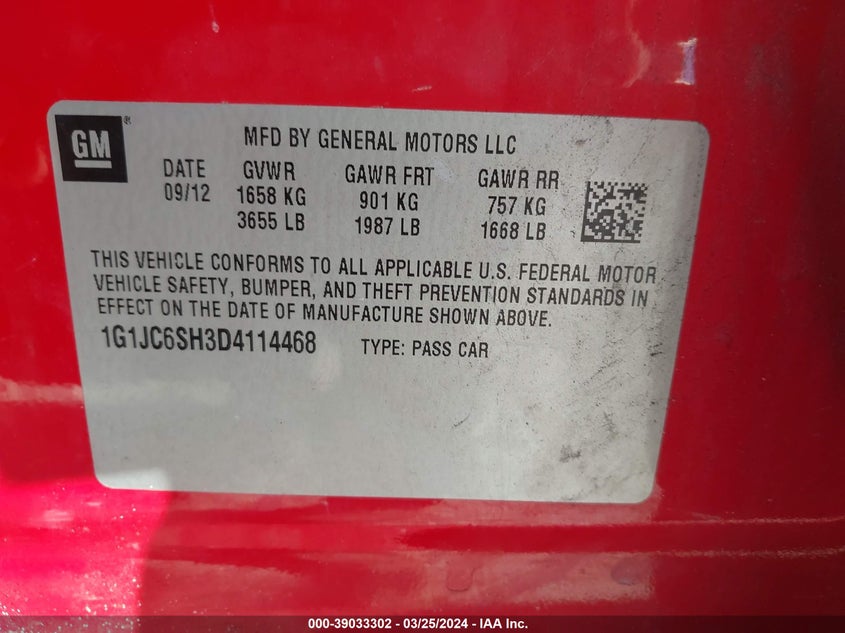 GM®
MFD BY GENERAL MOTORS LLC
DATE GVWR GAWR FRT GAWR RR
09/12 1658 KG 901 KG 757 KG
3655 LB 1987 LB 1668 LB
THIS VEHICLE CONFORMS TO ALL APPLICABLE U.S. FEDERAL MOTOR
VEHICLE SAFETY, BUMPER, AND THEFT PREVENTION STANDARDS IN
EFFECT ON THE DATE OF MANUFACTURE SHOWN ABOVE.
1G1JC6SH3D4114468 TYPE: PASS CAR
000-39033302 - 03/25/2024 - IAA Inc.